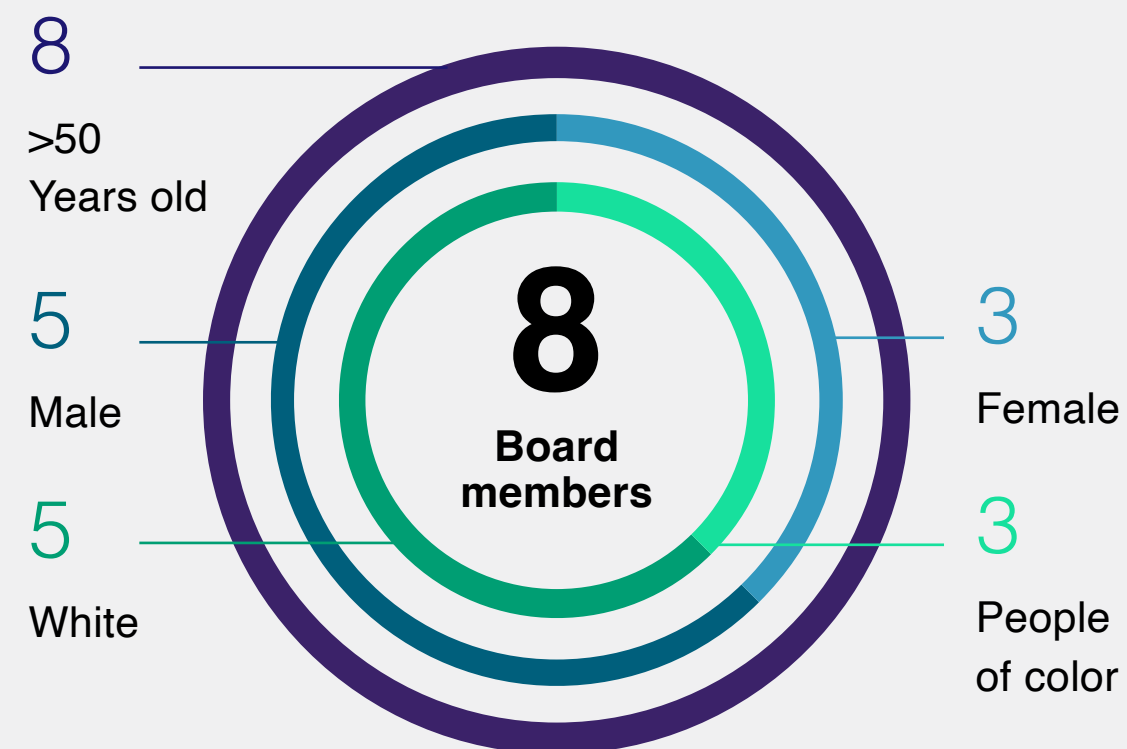 8
>50
Years old
5
Male
5
White
8
Board
members
3
Female
3
People
of color